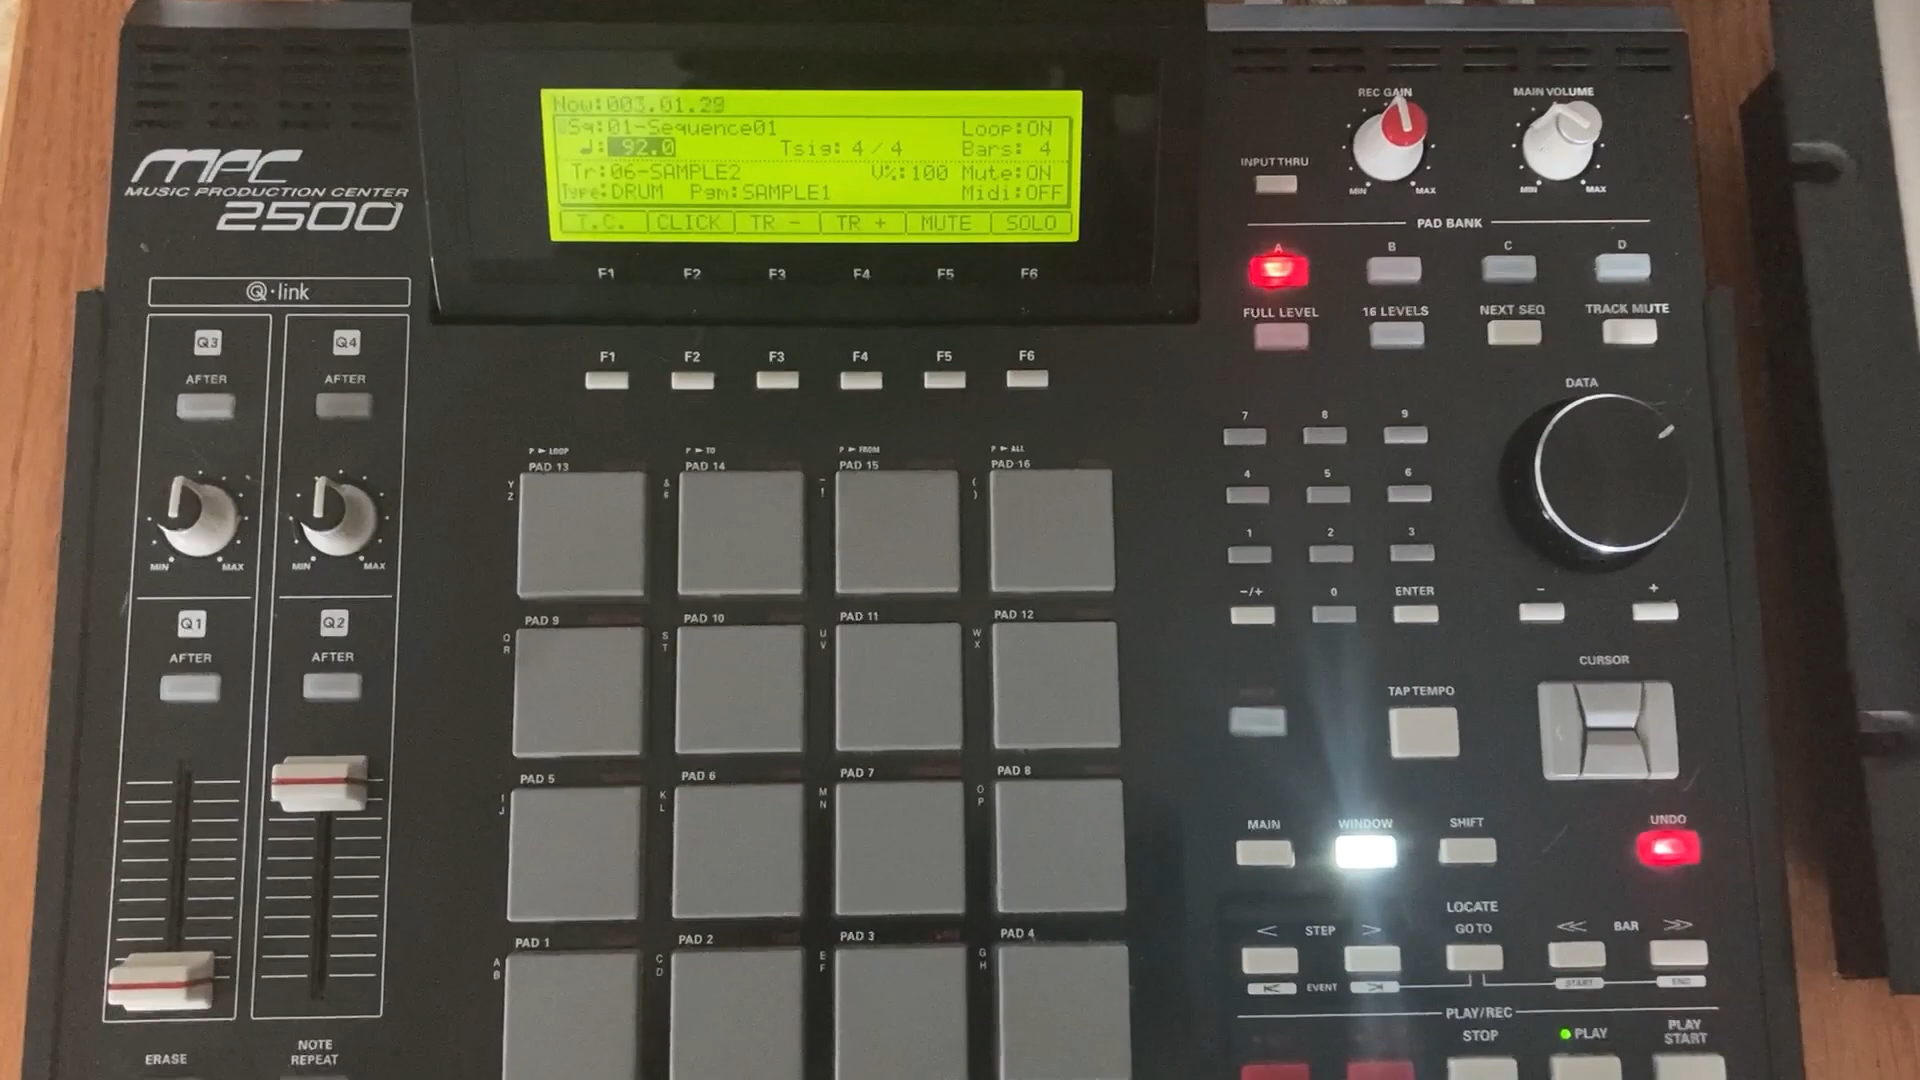 Now:003.01.29
Sq:01-Sequence01 Loop:ON
♩: 92.0 Tsig: 4/4 Bars: 4
Tr:06-SAMPLE2 V%:100 Mute:ON
Type:DRUM Pgm:SAMPLE1 Midi:OFF
T.C. CLICK TR - TR + MUTE SOLO
F1 F2 F3 F4 F5 F6
MPC
MUSIC PRODUCTION CENTER
2500
Q·link
Q3 Q4
AFTER AFTER
MIN MAX MIN MAX
Q1 Q2
AFTER AFTER
ERASE
NOTE
REPEAT
F1 F2 F3 F4 F5 F6
P ► LOOP P ► TO P ► FROM P ► ALL
PAD 13 PAD 14 PAD 15 PAD 16
Y
Z
&
- 
!
(
)
PAD 9 PAD 10 PAD 11 PAD 12
Q
R
S
T
U
V
W
X
PAD 5 PAD 6 PAD 7 PAD 8
I
J
K
L
M
N
O
P
PAD 1 PAD 2 PAD 3 PAD 4
A
B
C
D
E
F
G
H
REC GAIN MAIN VOLUME
INPUT THRU
MIN MAX MIN MAX
PAD BANK
A B C D
FULL LEVEL 16 LEVELS NEXT SEQ TRACK MUTE
DATA
7 8 9
4 5 6
1 2 3
-/+ 0 ENTER
- +
CURSOR
TAP TEMPO
MAIN WINDOW SHIFT UNDO
LOCATE
< STEP > GO TO << BAR >>
EVENT START END
PLAY/REC
STOP PLAY PLAY
START